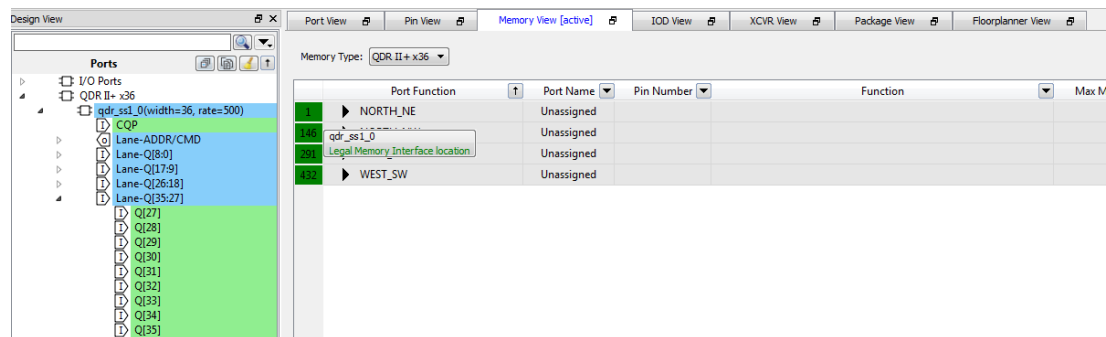 Design View
Ports
I/O Ports
QDR II+ x36
qdr_ss1_0(width=36, rate=500)
CQP
Lane-ADDR/CMD
Lane-Q[8:0]
Lane-Q[17:9]
Lane-Q[26:18]
Lane-Q[35:27]
Q[27]
Q[28]
Q[29]
Q[30]
Q[31]
Q[32]
Q[33]
Q[34]
Q[35]
Port View Pin View Memory View [active] IOD View XCVR View Package View Floorplanner View
Memory Type: QDR II+ x36
Port Function Port Name Pin Number Function Max M
1 NORTH_NE Unassigned
146 Unassigned
qdr_ss1_0
Legal Memory Interface location
291 Unassigned
432 WEST_SW Unassigned